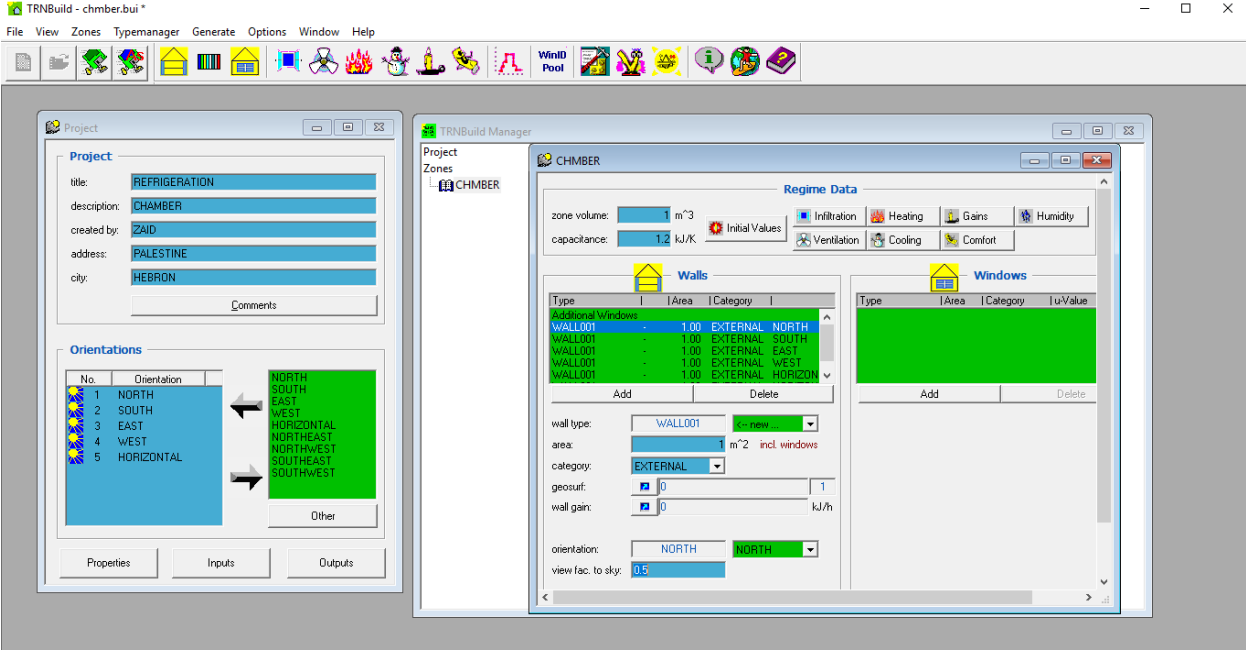 TRNBuild - chmber.bui *
File View Zones Typemanager Generate Options Window Help
WinID
Pool
Project
Project
title: REFRIGERATION
description: CHAMBER
created by: ZAID
address: PALESTINE
city: HEBRON
Comments
Orientations
No. Orientation
1 NORTH
2 SOUTH
3 EAST
4 WEST
5 HORIZONTAL
NORTH
SOUTH
EAST
WEST
HORIZONTAL
NORTHEAST
NORTHWEST
SOUTHEAST
SOUTHWEST
Other
Properties Inputs Outputs
TRNBuild Manager
Project
Zones
CHMBER
CHMBER
Regime Data
zone volume: 1 m^3
capacitance: 1.2 kJ/K
Initial Values
Infiltration Heating Gains Humidity
Ventilation Cooling Comfort
Walls
Type | | Area | Category |
Additional Windows
WALL001 - 1.00 EXTERNAL NORTH
WALL001 - 1.00 EXTERNAL SOUTH
WALL001 - 1.00 EXTERNAL EAST
WALL001 - 1.00 EXTERNAL WEST
WALL001 - 1.00 EXTERNAL HORIZON
Add Delete
wall type: WALL001 <-- new ...
area: 1 m^2 incl. windows
category: EXTERNAL
geosurf: 0 1
wall gain: 0 kJ/h
orientation: NORTH NORTH
view fac. to sky: 0.5
Windows
Type | Area | Category | u-Value
Add Delete